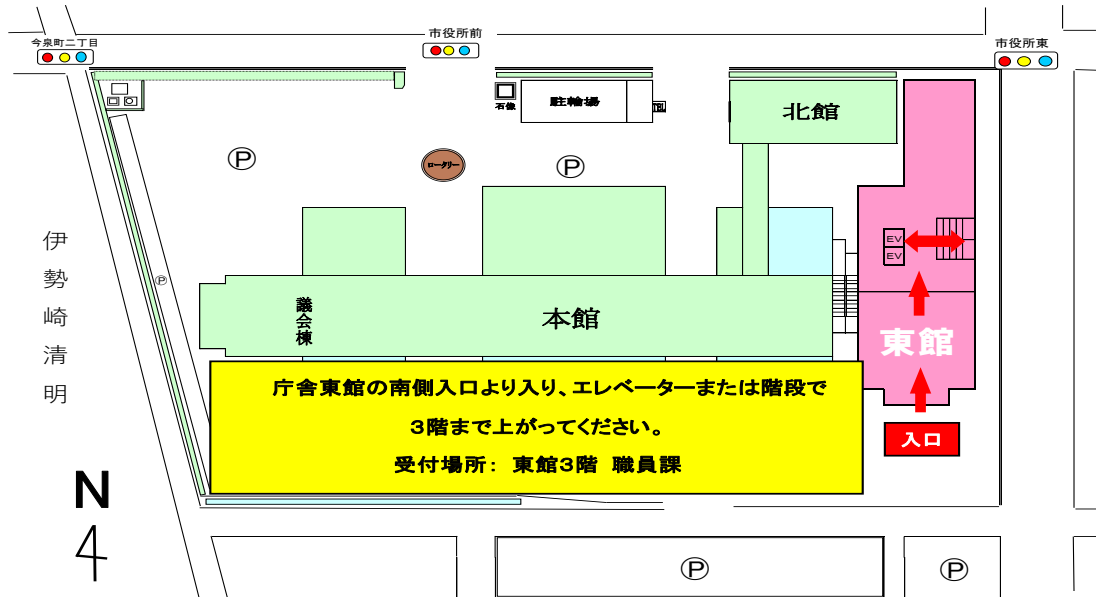 今泉町二丁目
市役所前
市役所東
石像
駐輪場
TEL
北館
Ⓟ
ロータリー
Ⓟ
EV
EV
伊勢崎清明
Ⓟ
議会棟
本館
東館
庁舎東館の南側入口より入り、エレベーターまたは階段で
3階まで上がってください。
受付場所： 東館3階 職員課
入口
N
Ⓟ
Ⓟ